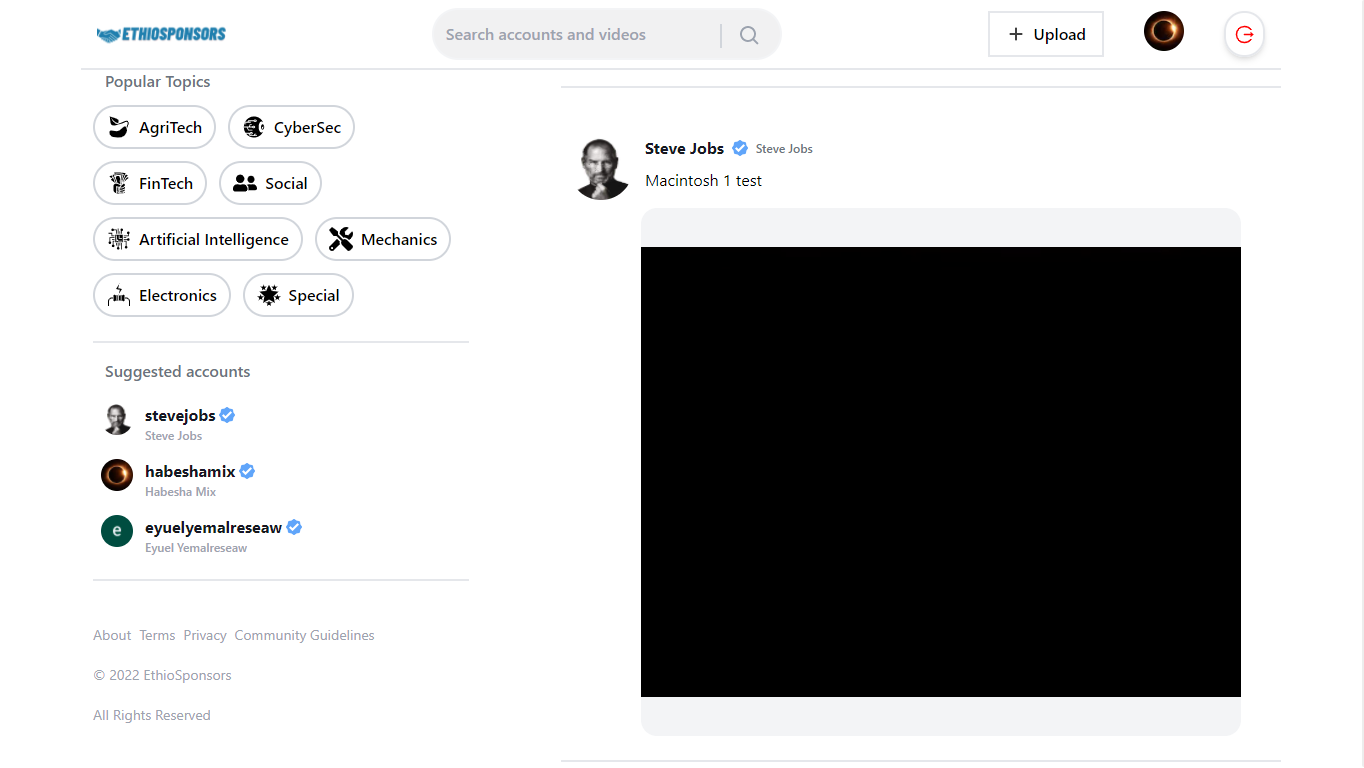 ETHIOSPONSORS
Search accounts and videos
Upload
Popular Topics
AgriTech
CyberSec
FinTech
Social
Artificial Intelligence
Mechanics
Electronics
Special
Suggested accounts
stevejobs
Steve Jobs
habeshamix
Habesha Mix
e
eyuelyemalreseaw
Eyuel Yemalreseaw
About Terms Privacy Community Guidelines
© 2022 EthioSponsors
All Rights Reserved
Steve Jobs Steve Jobs
Macintosh 1 test